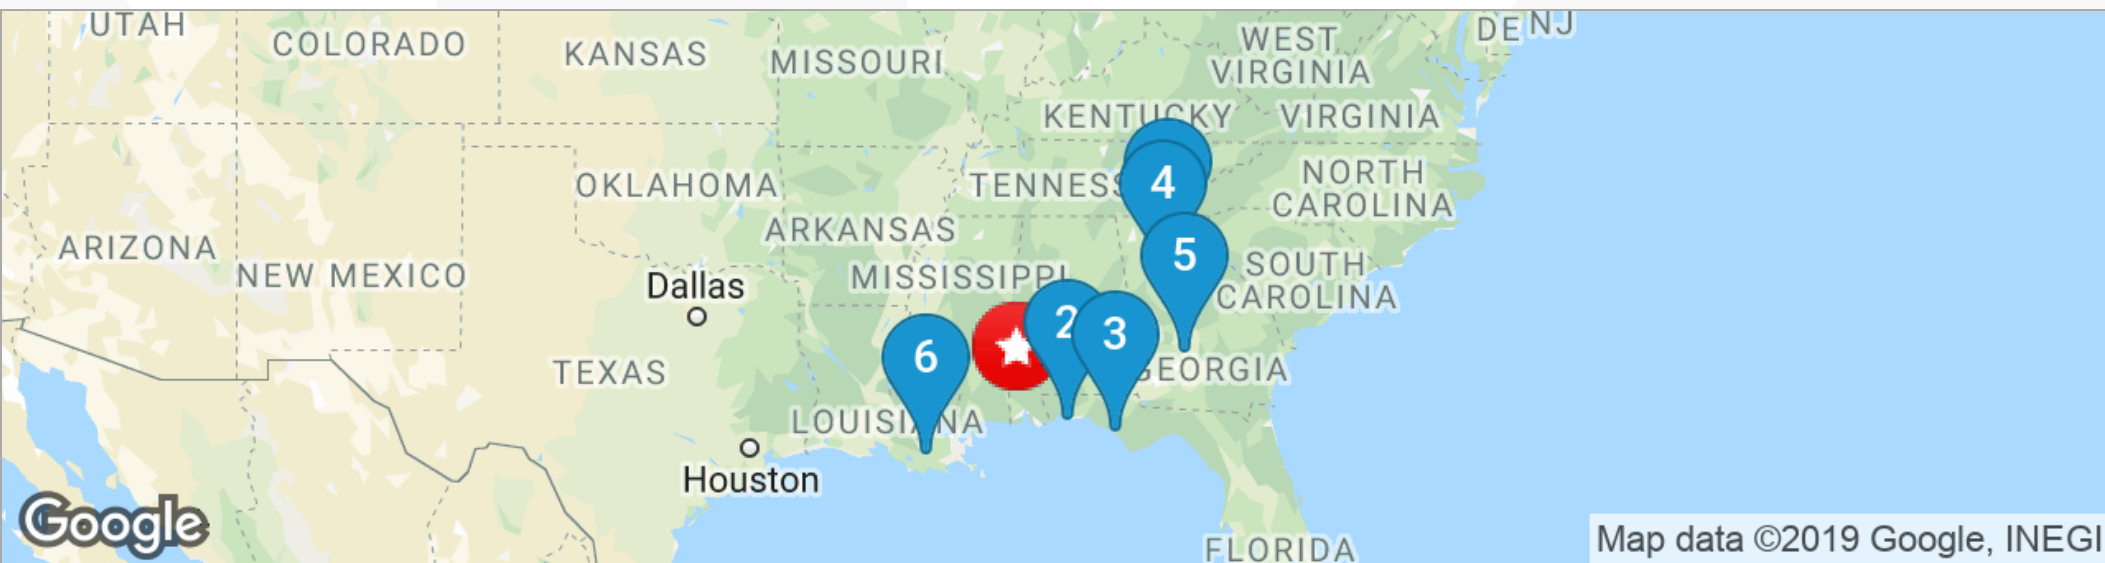 UTAH
COLORADO
KANSAS
MISSOURI
WEST
VIRGINIA
DE
NJ
KENTUCKY
VIRGINIA
OKLAHOMA
TENNESS
4
NORTH
CAROLINA
ARKANSAS
ARIZONA
NEW MEXICO
MISSISSIPPI
5
SOUTH
CAROLINA
Dallas
2
3
6
TEXAS
GEORGIA
LOUISIANA
Houston
FLORIDA
Google
Map data ©2019 Google, INEGI